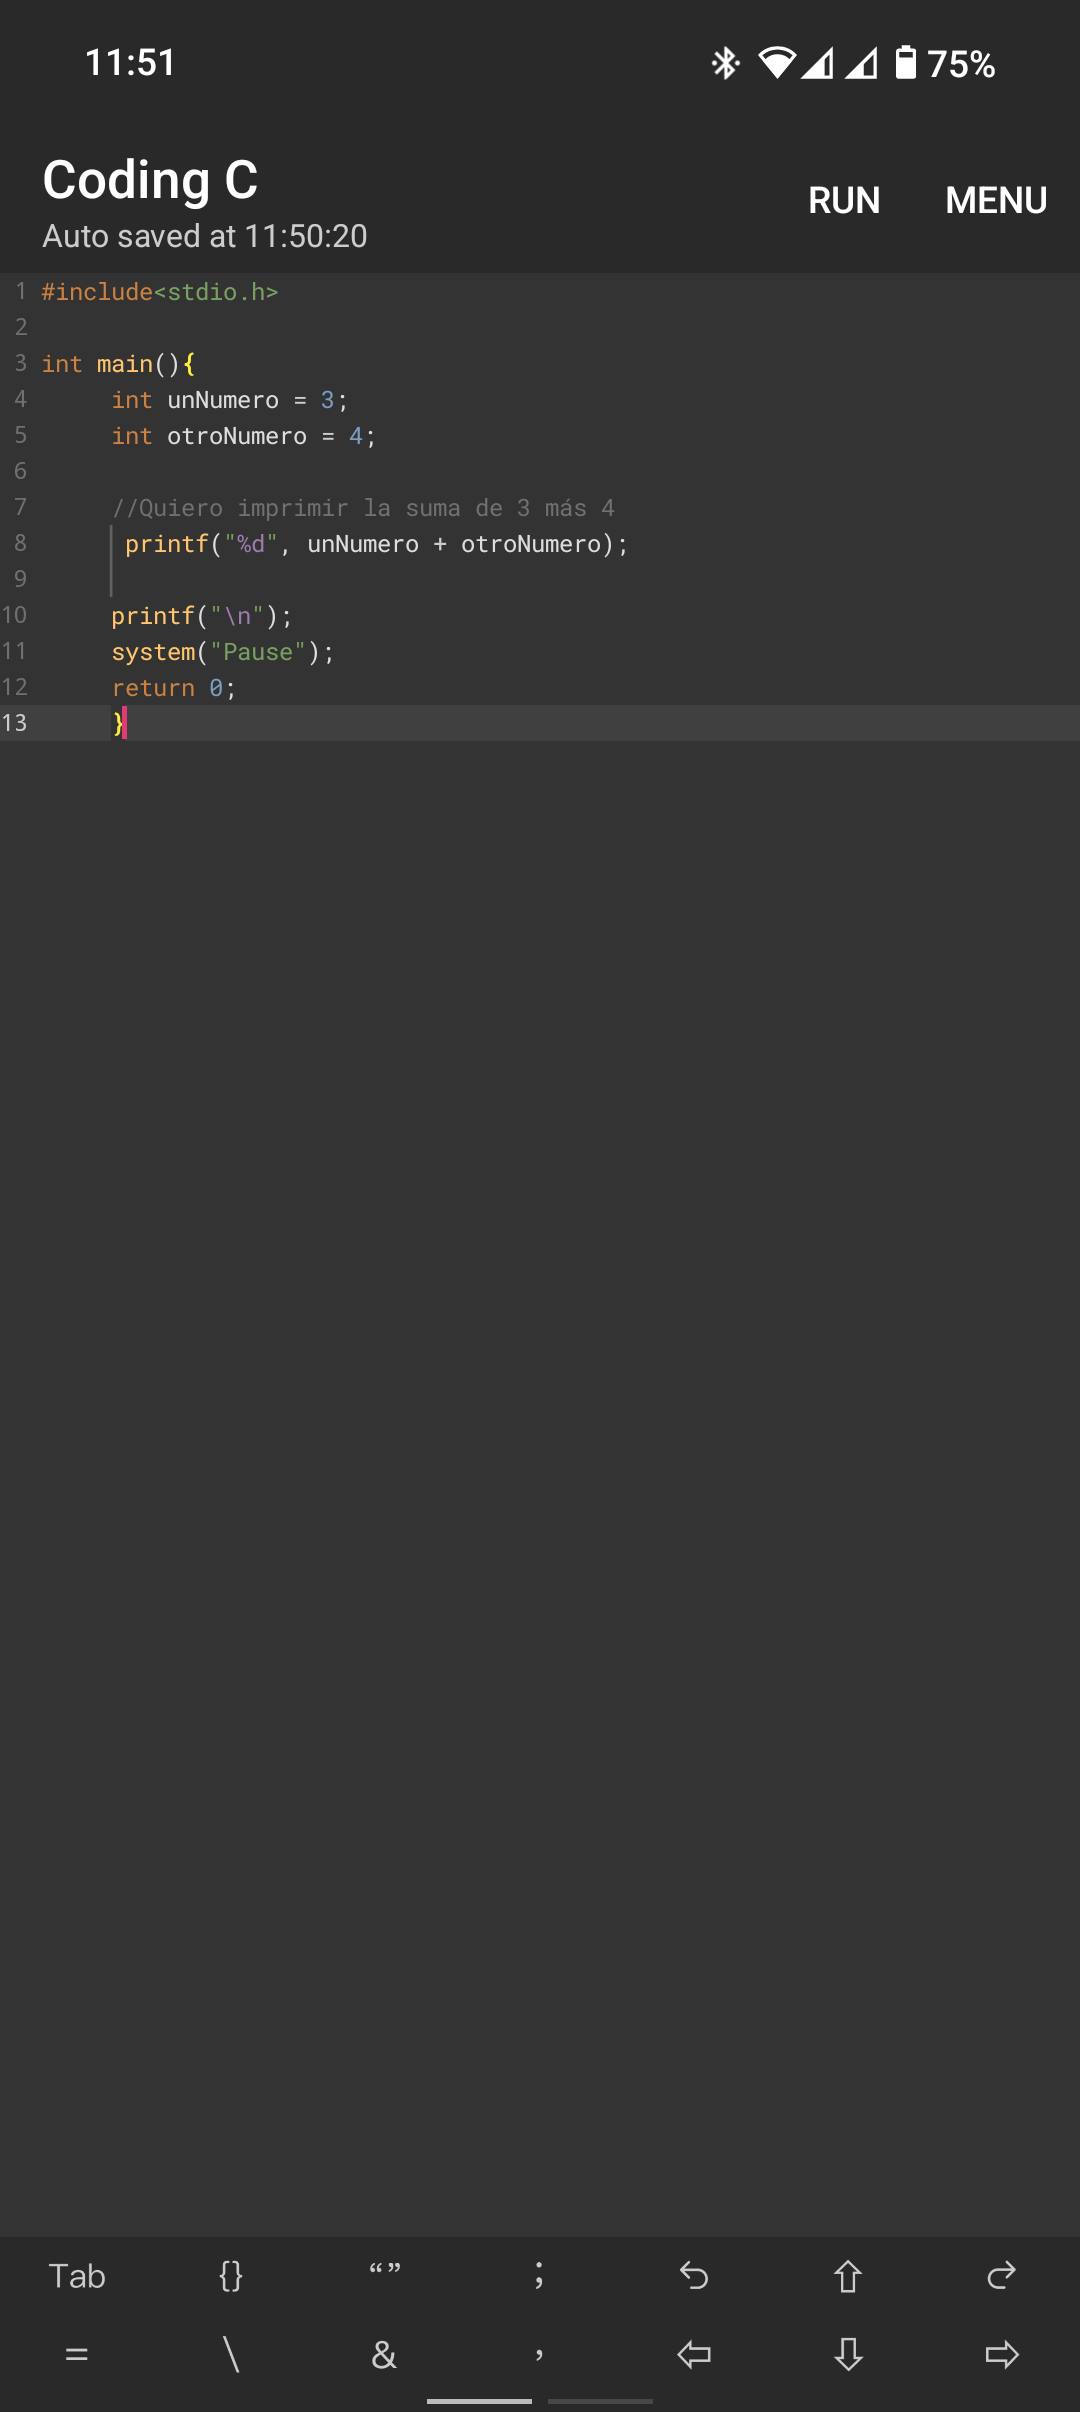 11:51 75%
Coding C
Auto saved at 11:50:20
RUN MENU
1 #include<stdio.h>
2
3 int main(){
4 int unNumero = 3;
5 int otroNumero = 4;
6
7 //Quiero imprimir la suma de 3 más 4
8 printf("%d", unNumero + otroNumero);
9
10 printf("\n");
11 system("Pause");
12 return 0;
13 }
Tab {} “” ;
= \ & ,